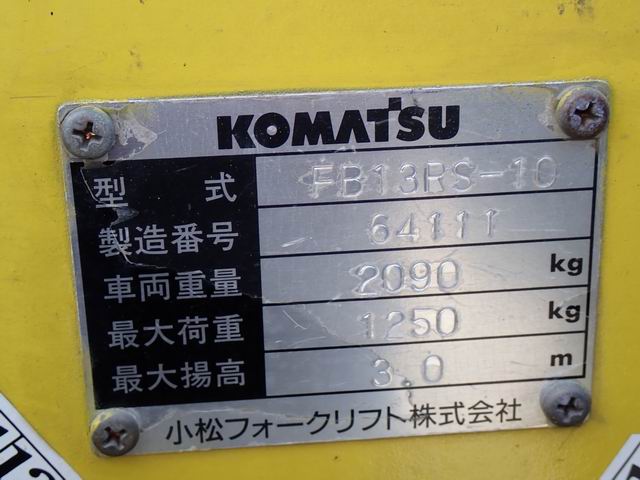 KOMATSU
型式 FB13RS-10
製造番号 64111
車両重量 2090 kg
最大荷重 1250 kg
最大揚高 3.0 m
小松フォークリフト株式会社